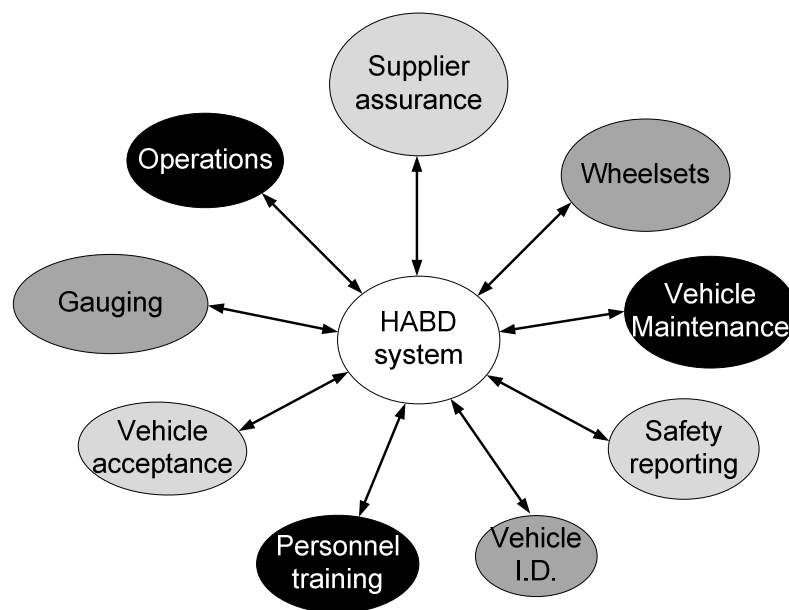 Supplier
assurance
Operations
Wheelsets
Gauging
HABD
system
Vehicle
Maintenance
Vehicle
acceptance
Safety
reporting
Personnel
training
Vehicle
I.D.